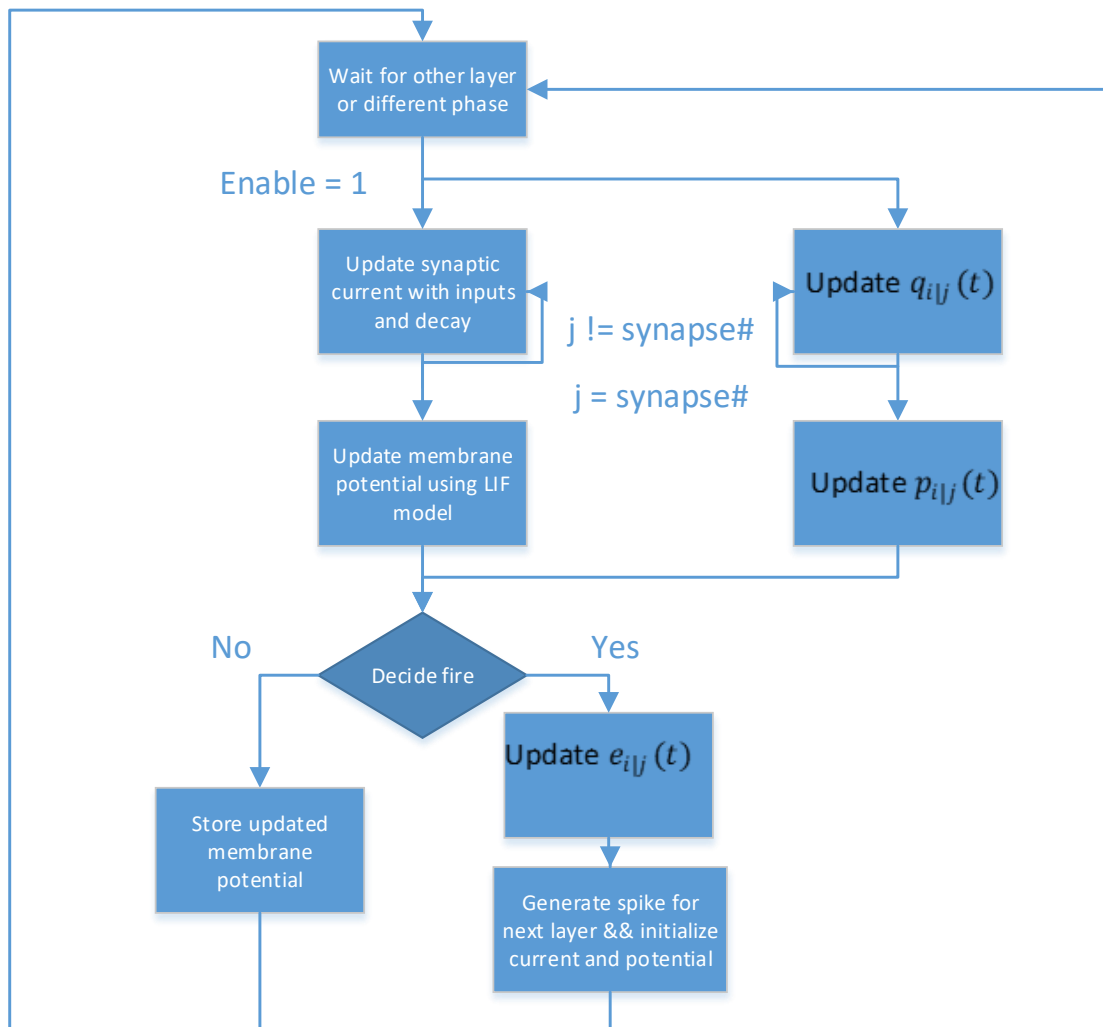 Wait for other layer
or different phase
Enable = 1
Update synaptic
current with inputs
and decay
Update q_{i|j}(t)
j != synapse#
j = synapse#
Update membrane
potential using LIF
model
Update p_{i|j}(t)
No
Yes
Decide fire
Update e_{i|j}(t)
Store updated
membrane
potential
Generate spike for
next layer && initialize
current and potential